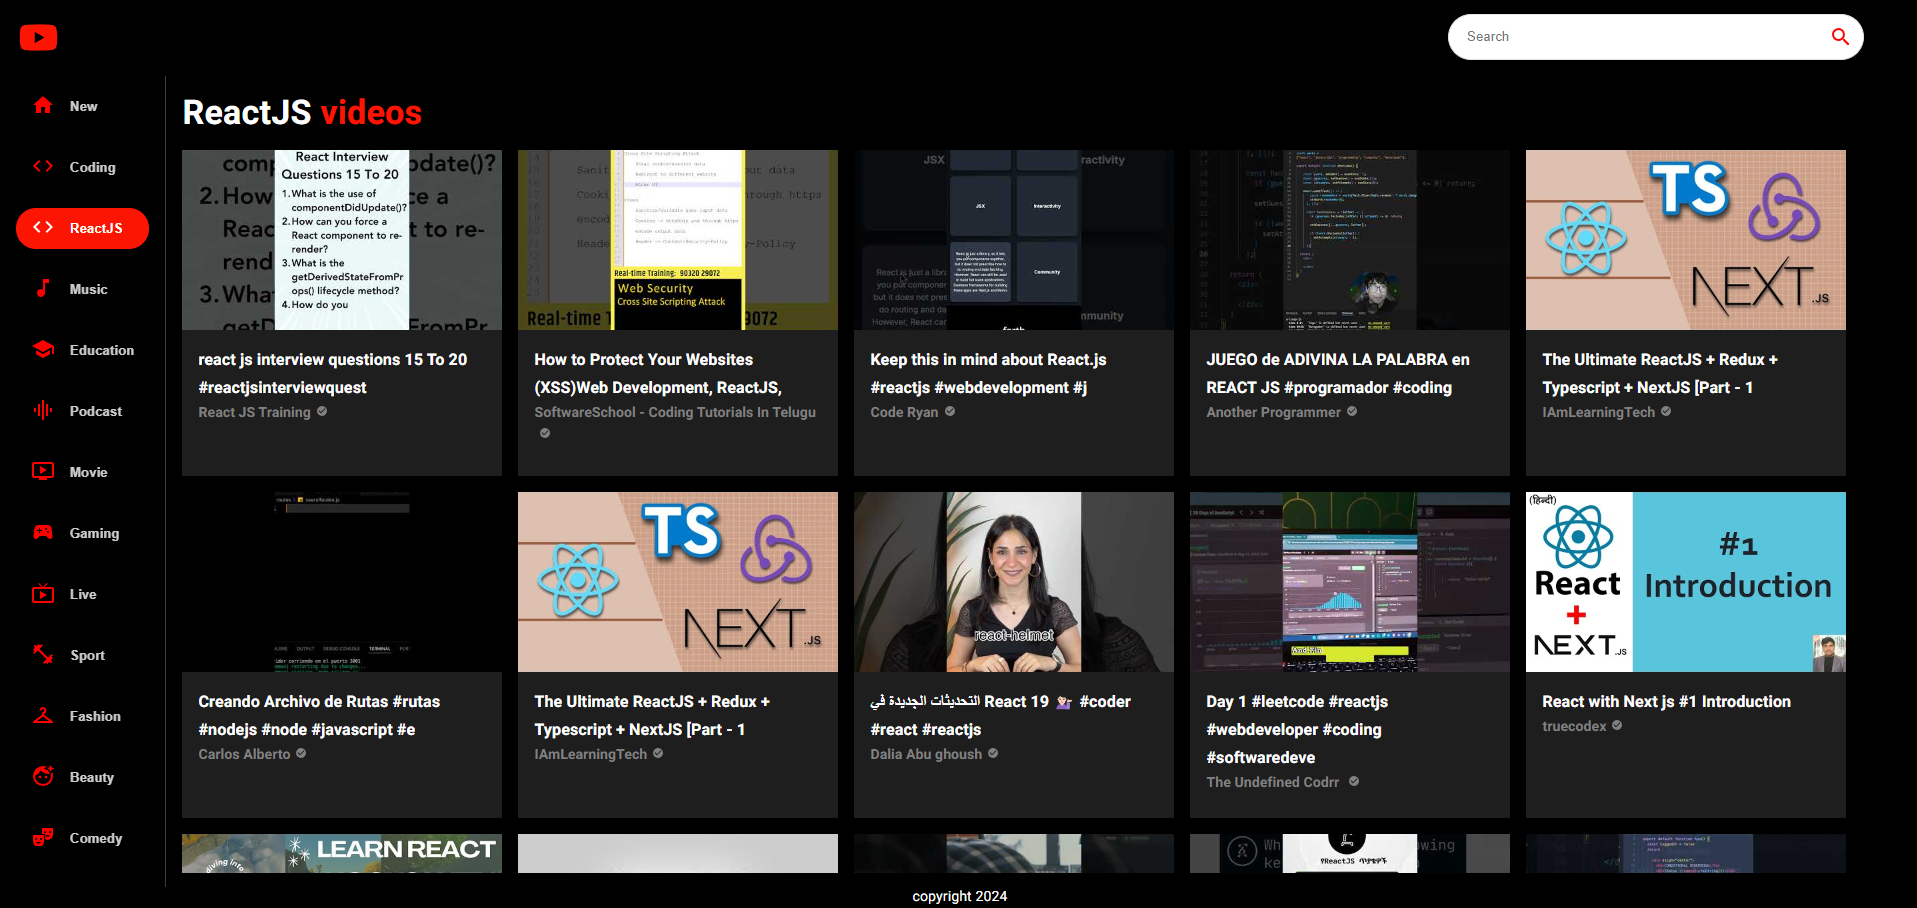 Search
New
Coding
ReactJS
Music
Education
Podcast
Movie
Gaming
Live
Sport
Fashion
Beauty
Comedy
ReactJS videos
React Interview
Questions 15 To 20
1. What is the use of
componentDidUpdate()?
2. How can you force a
React component to re-
render?
3. What is the
getDerivedStateFromPr
ops() lifecycle method?
4. How do you
react js interview questions 15 To 20
#reactjsinterviewquest
React JS Training
Real-time Training: 90320 29072
Web Security
Cross Site Scripting Attack
How to Protect Your Websites
(XSS)Web Development, ReactJS,
SoftwareSchool - Coding Tutorials In Telugu
JSX
Interactivity
Community
Keep this in mind about React.js
#reactjs #webdevelopment #j
Code Ryan
JUEGO de ADIVINA LA PALABRA en
REACT JS #programador #coding
Another Programmer
TS
NEXT.JS
The Ultimate ReactJS + Redux +
Typescript + NextJS [Part - 1
IAmLearningTech
Creando Archivo de Rutas #rutas
#nodejs #node #javascript #e
Carlos Alberto
TS
NEXT.JS
The Ultimate ReactJS + Redux +
Typescript + NextJS [Part - 1
IAmLearningTech
react-helmet
التحديثات الجديدة في React 19 💁🏻‍♀️ #coder
#react #reactjs
Dalia Abu ghoush
Day 1 #leetcode #reactjs
#webdeveloper #coding
#softwaredeve
The Undefined Codrr
(हिन्दी)
React
+
NEXT.JS
#1
Introduction
React with Next js #1 Introduction
truecodex
diving into
LEARN REACT
copyright 2024